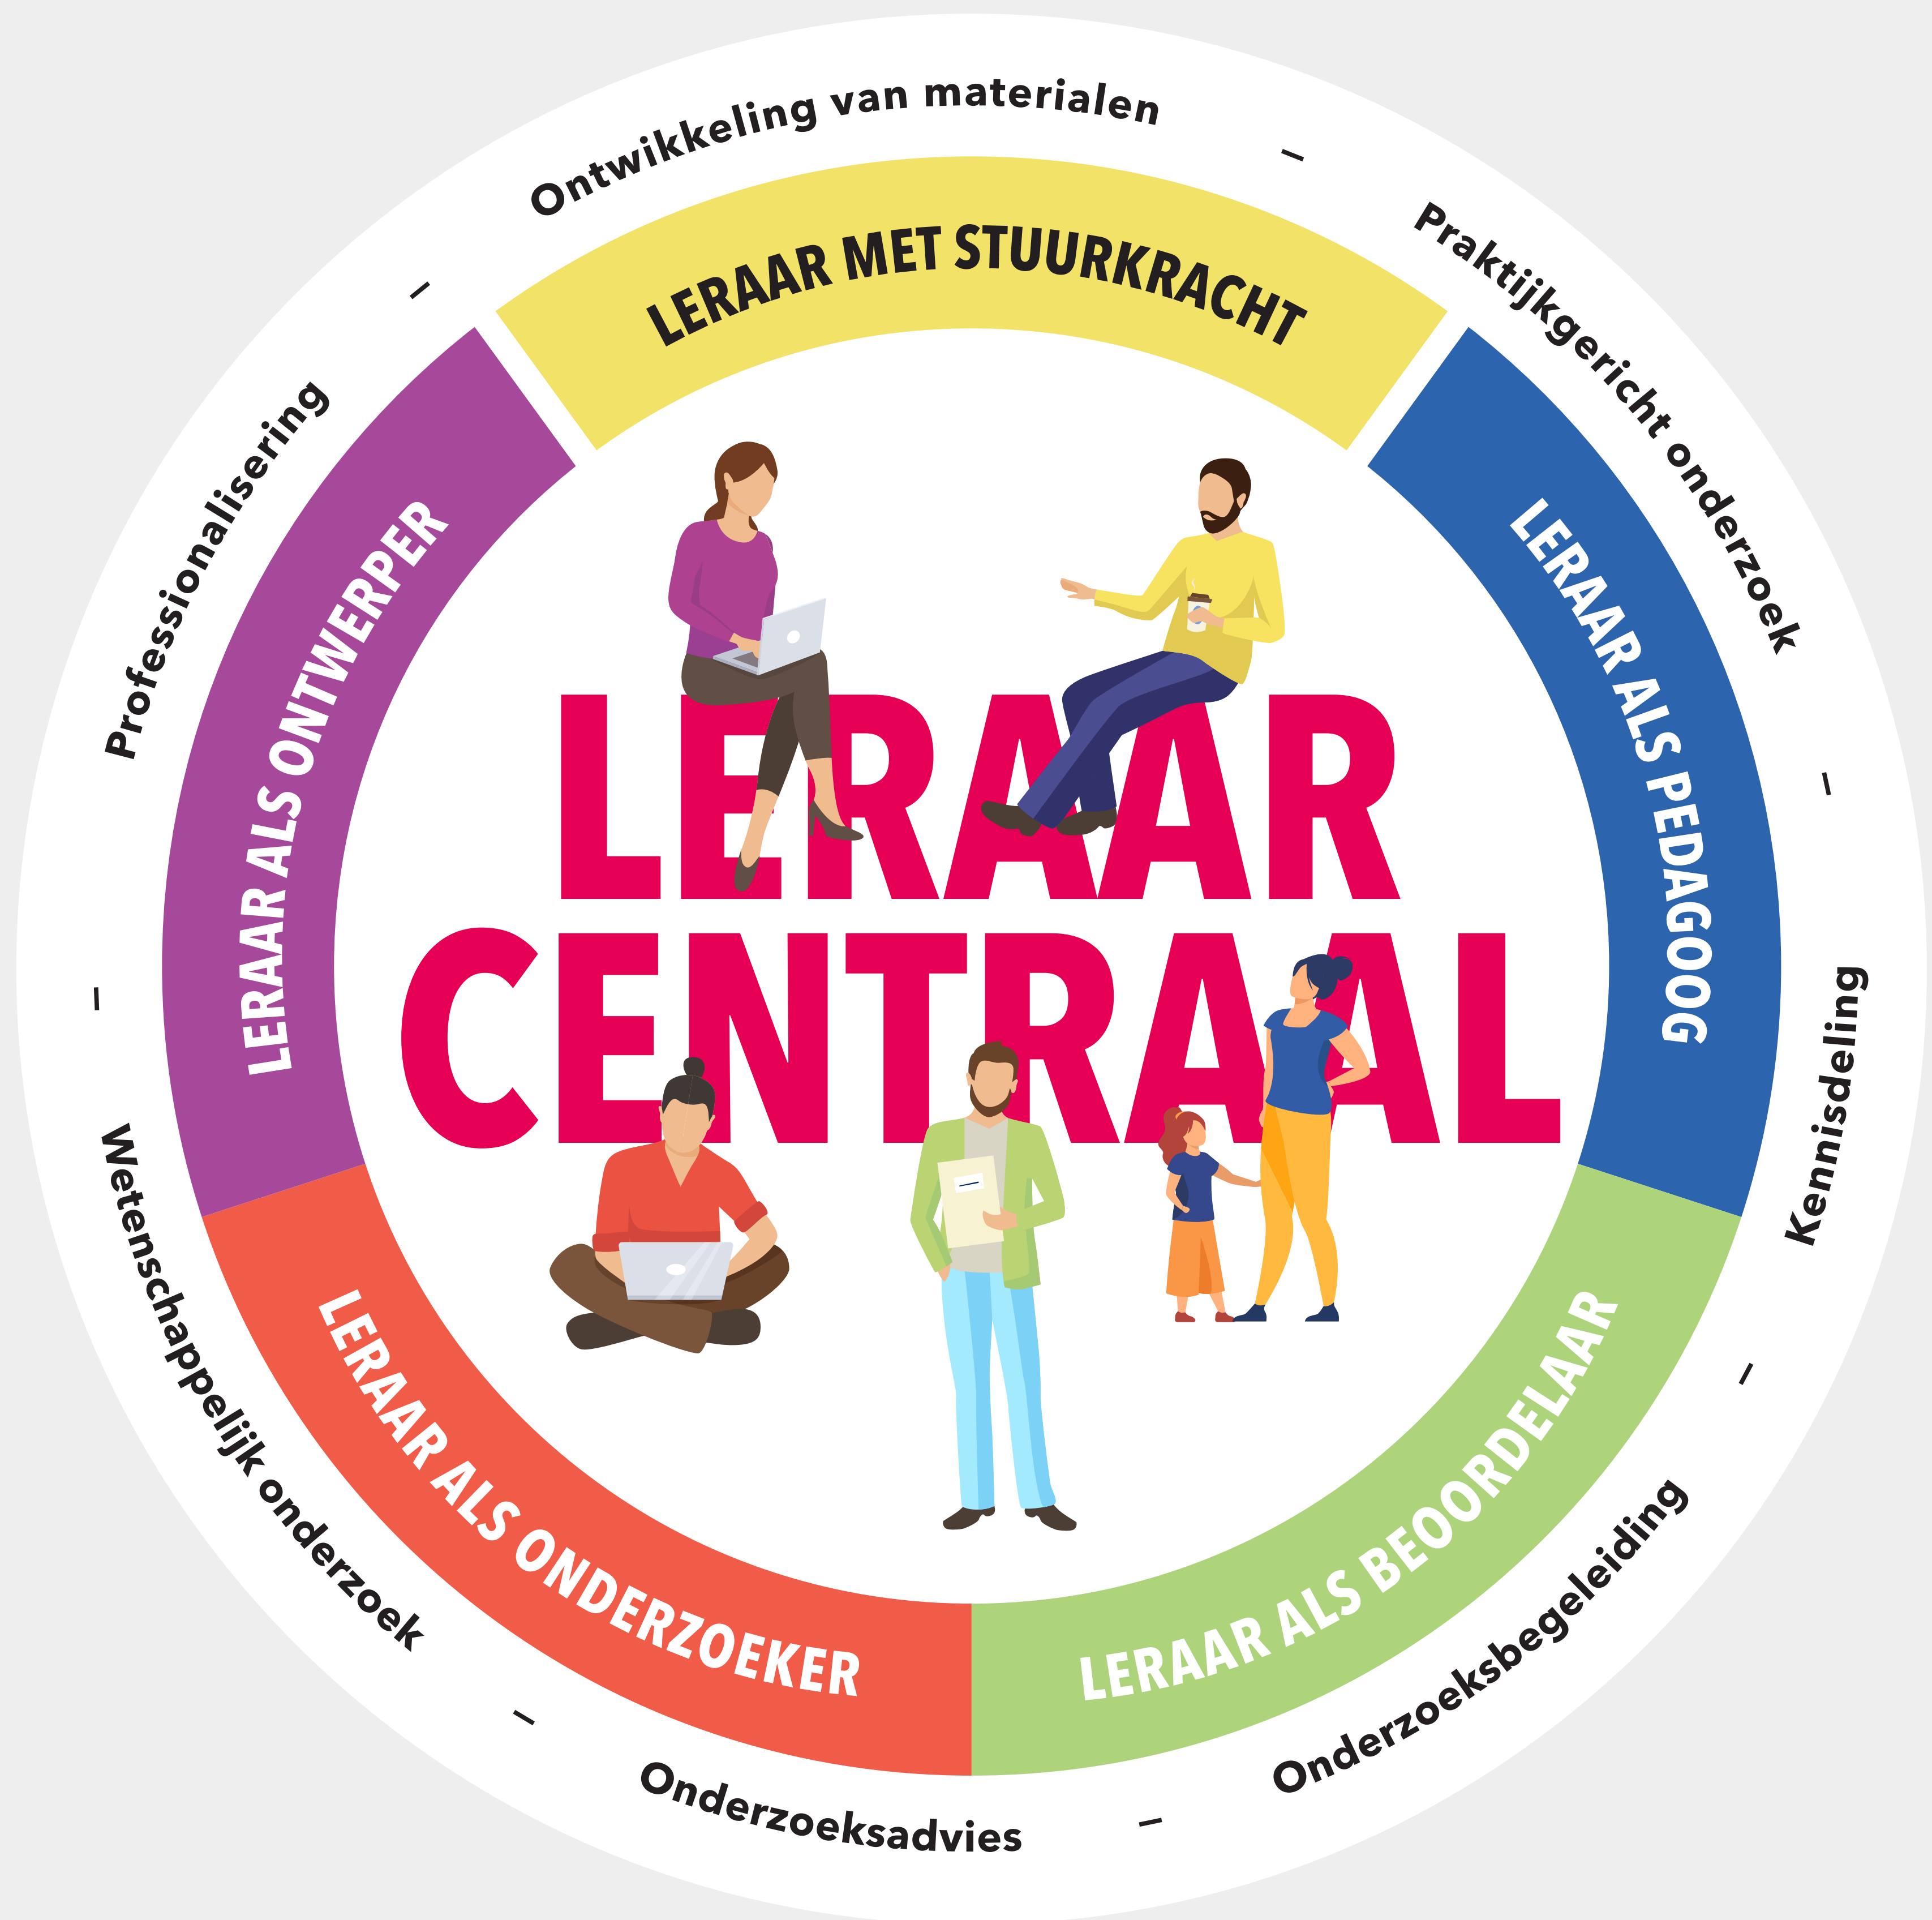 Ontwikkeling van materialen
–
Praktijkgericht onderzoek
–
Kennisdeling
–
Onderzoeksbegeleiding
–
Onderzoeksadvies
–
Wetenschappelijk onderzoek
–
Professionalisering
–
LERAAR MET STUURKRACHT
LERAAR ALS PEDAGOOG
LERAAR ALS BEOORDELAAR
LERAAR ALS ONDERZOEKER
LERAAR ALS ONTWERPER
LERAAR
CENTRAAL